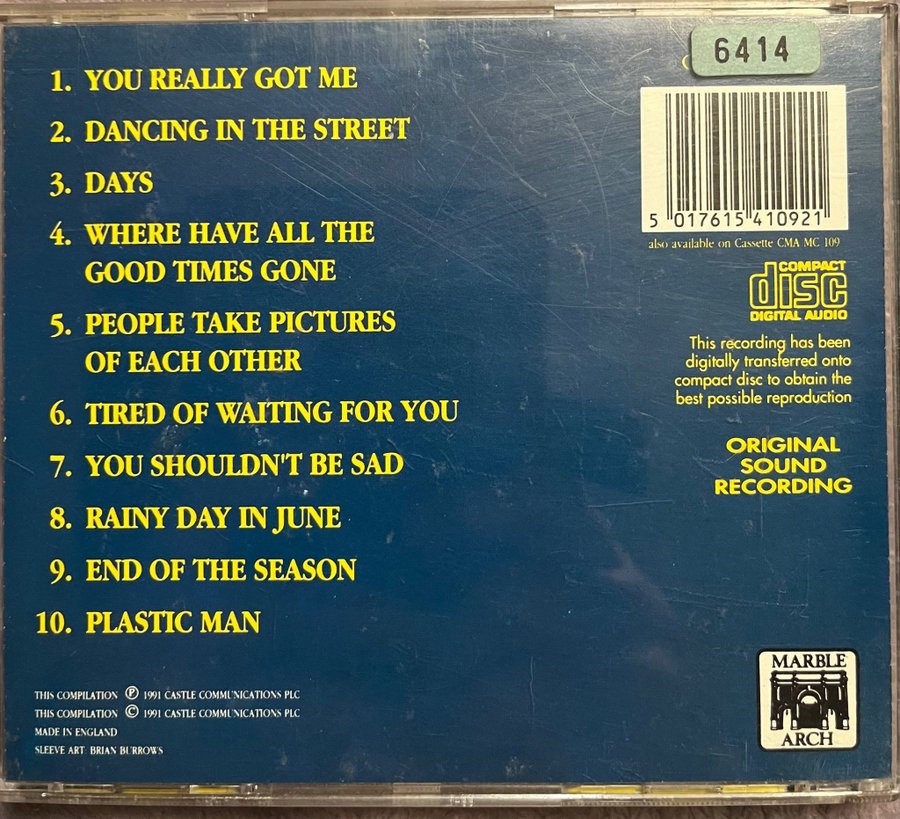 1. YOU REALLY GOT ME
2. DANCING IN THE STREET
3. DAYS
4. WHERE HAVE ALL THE
GOOD TIMES GONE
5. PEOPLE TAKE PICTURES
OF EACH OTHER
6. TIRED OF WAITING FOR YOU
7. YOU SHOULDN'T BE SAD
8. RAINY DAY IN JUNE
9. END OF THE SEASON
10. PLASTIC MAN
THIS COMPILATION ℗ 1991 CASTLE COMMUNICATIONS PLC
THIS COMPILATION © 1991 CASTLE COMMUNICATIONS PLC
MADE IN ENGLAND
SLEEVE ART: BRIAN BURROWS
6414
5 017615 410921
also available on Cassette CMA MC 109
COMPACT
disc
DIGITAL AUDIO
This recording has been
digitally transferred onto
compact disc to obtain the
best possible reproduction
ORIGINAL
SOUND
RECORDING
MARBLE
ARCH